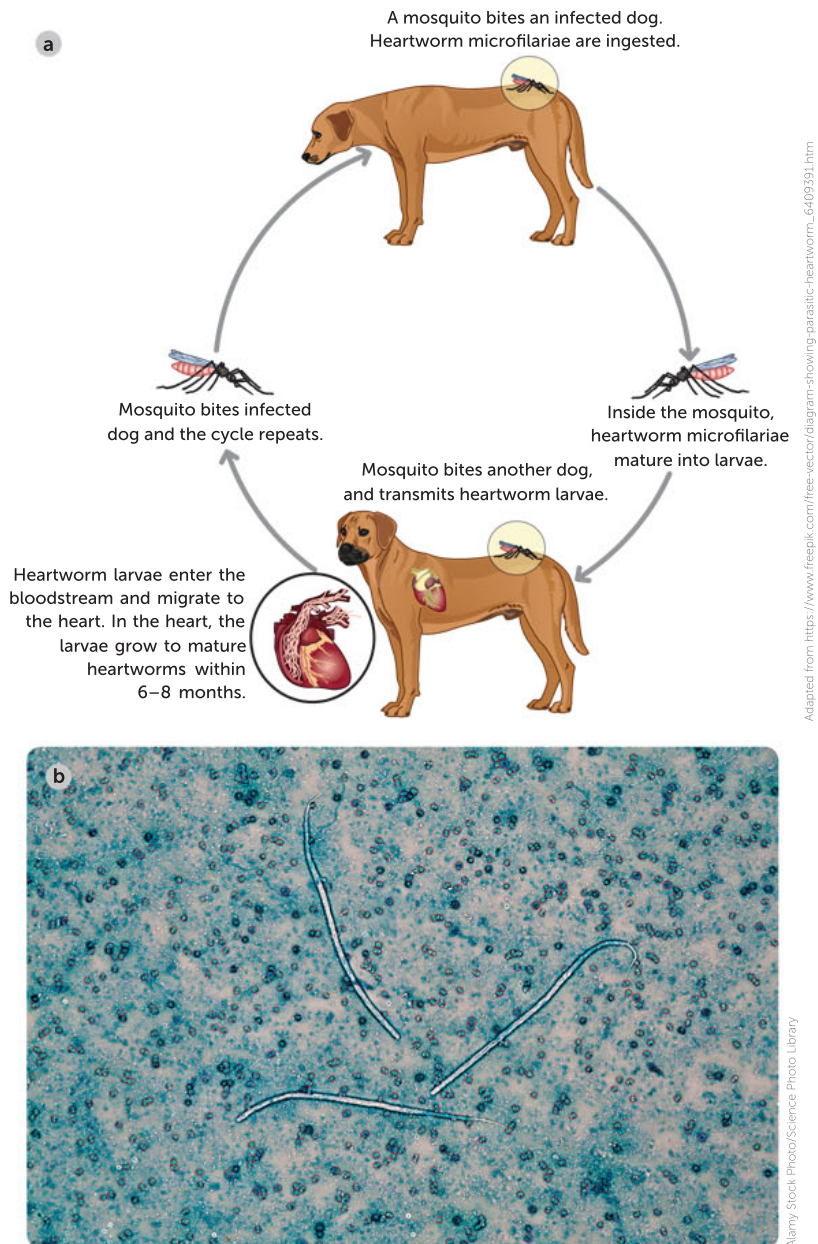 a
A mosquito bites an infected dog.
Heartworm microfilariae are ingested.
Mosquito bites infected
dog and the cycle repeats.
Inside the mosquito,
heartworm microfilariae
mature into larvae.
Mosquito bites another dog,
and transmits heartworm larvae.
Heartworm larvae enter the
bloodstream and migrate to
the heart. In the heart, the
larvae grow to mature
heartworms within
6–8 months.
Adapted from https://www.freepik.com/free-vector/diagram-showing-parasitic-heartworm_6409391.htm
b
Alamy Stock Photo/Science Photo Library